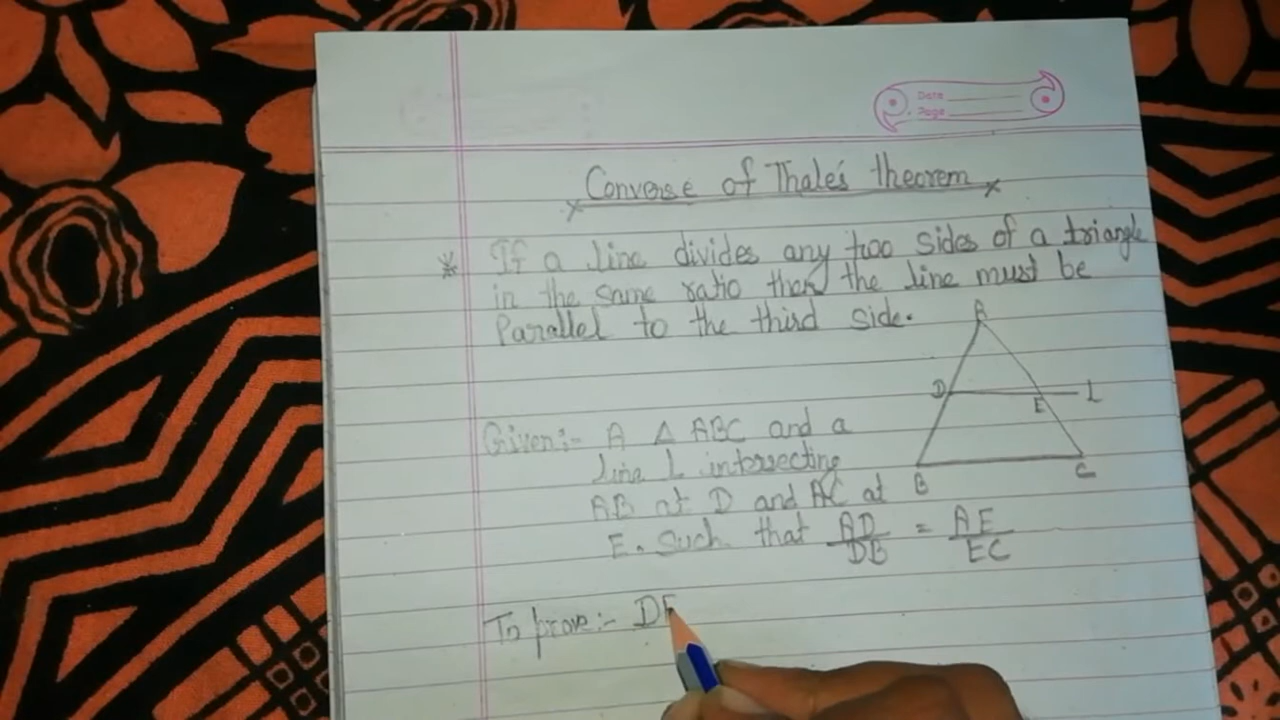 Date
Page
Converse of Thale's theorem
If a line divides any two sides of a triangle
in the same ratio then the line must be
Parallel to the third side.
A
D E L
B C
Given:- A Δ ABC and a
line L intersecting
AB at D and AC at
E. Such that AD/DB = AE/EC
To prove:- DE